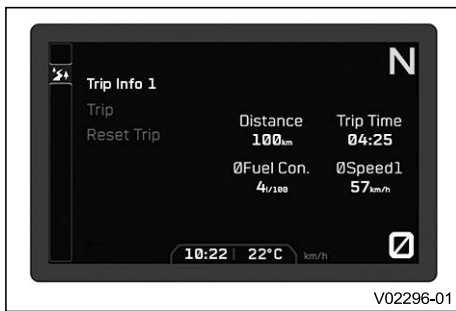 N
Trip Info 1
Trip
Reset Trip
Distance
100km
Trip Time
04:25
ØFuel Con.
4l/100
ØSpeed1
57km/h
10:22 22°C km/h
0
V02296-01